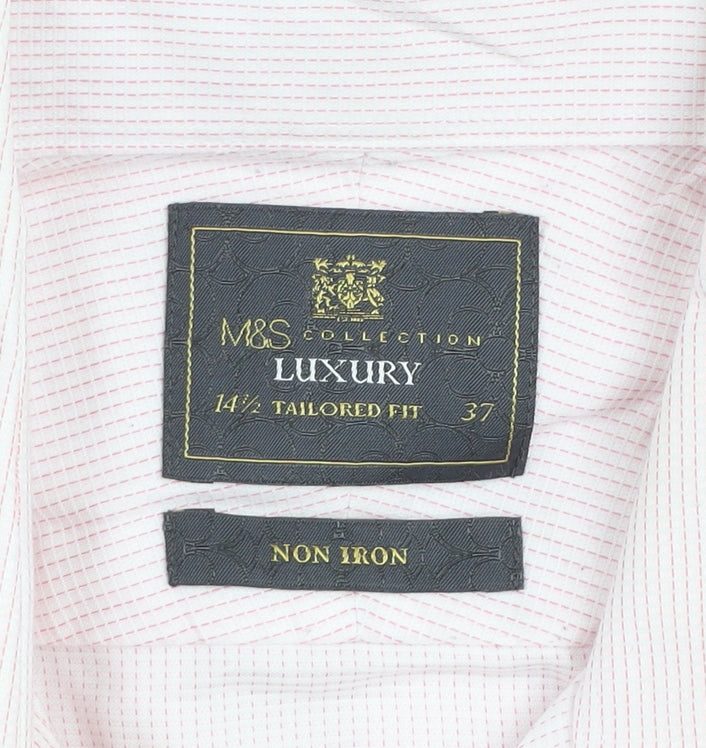 M&S COLLECTION
LUXURY
14½ TAILORED FIT 37
NON IRON